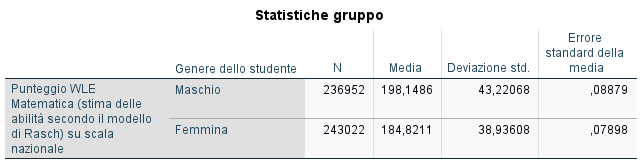 Statistiche gruppo
Genere dello studente N Media Deviazione std. Errore standard della media
Punteggio WLE Matematica (stima delle abilità secondo il modello di Rasch) su scala nazionale
Maschio 236952 198,1486 43,22068 ,08879
Femmina 243022 184,8211 38,93608 ,07898